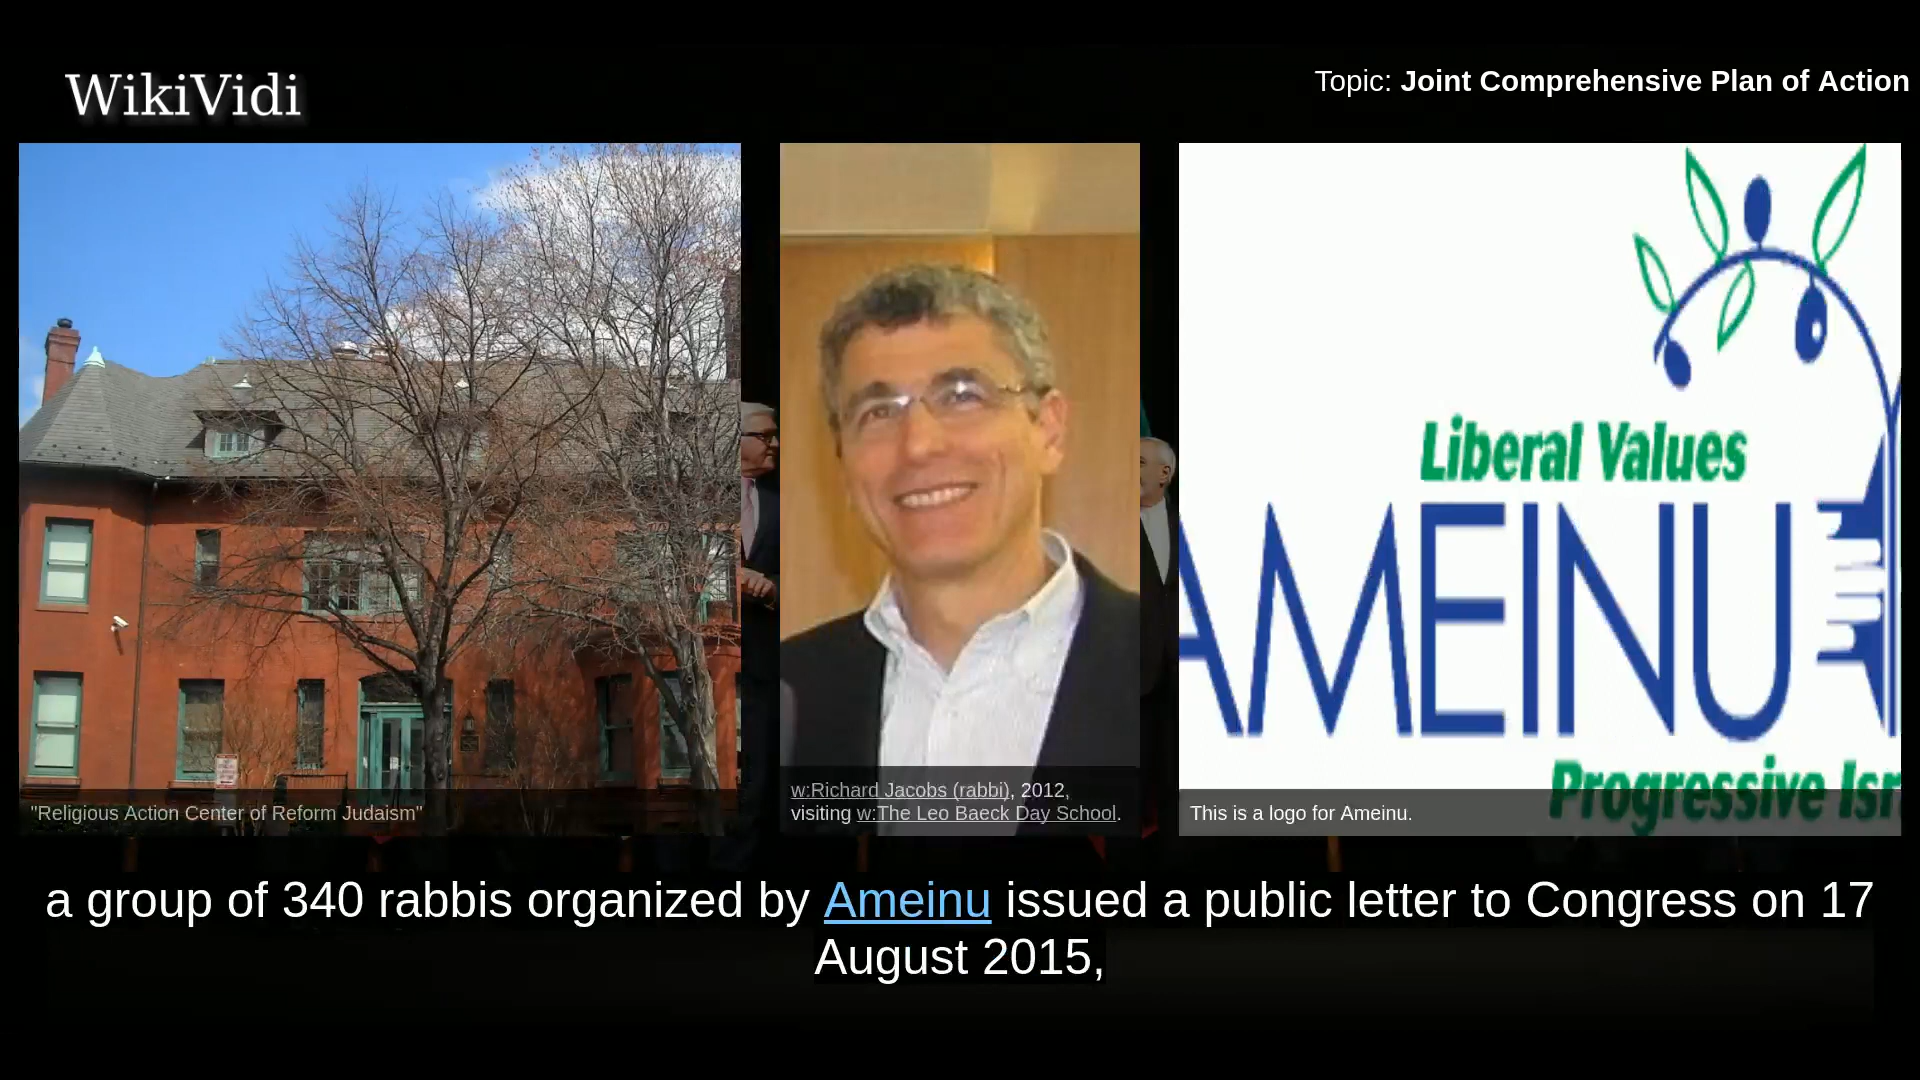 WikiVidi
Topic: Joint Comprehensive Plan of Action
Liberal Values
AMEINU
Progressive Isr
"Religious Action Center of Reform Judaism"
w:Richard Jacobs (rabbi), 2012,
visiting w:The Leo Baeck Day School.
This is a logo for Ameinu.
a group of 340 rabbis organized by Ameinu issued a public letter to Congress on 17
August 2015,